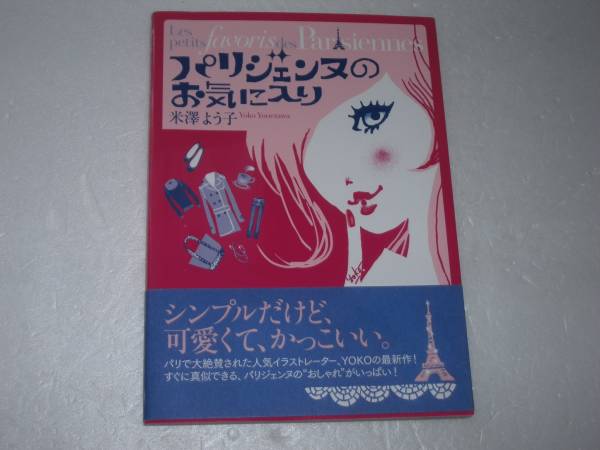 Les
petits favoris des Parisiennes
パリジェンヌの
お気に入り
米澤よう子 Yoko Yonezawa
Yoko
シンプルだけど、
可愛くて、かっこいい。
パリで大絶賛された人気イラストレーター、YOKOの最新作!
すぐに真似できる、パリジェンヌの"おしゃれ"がいっぱい!